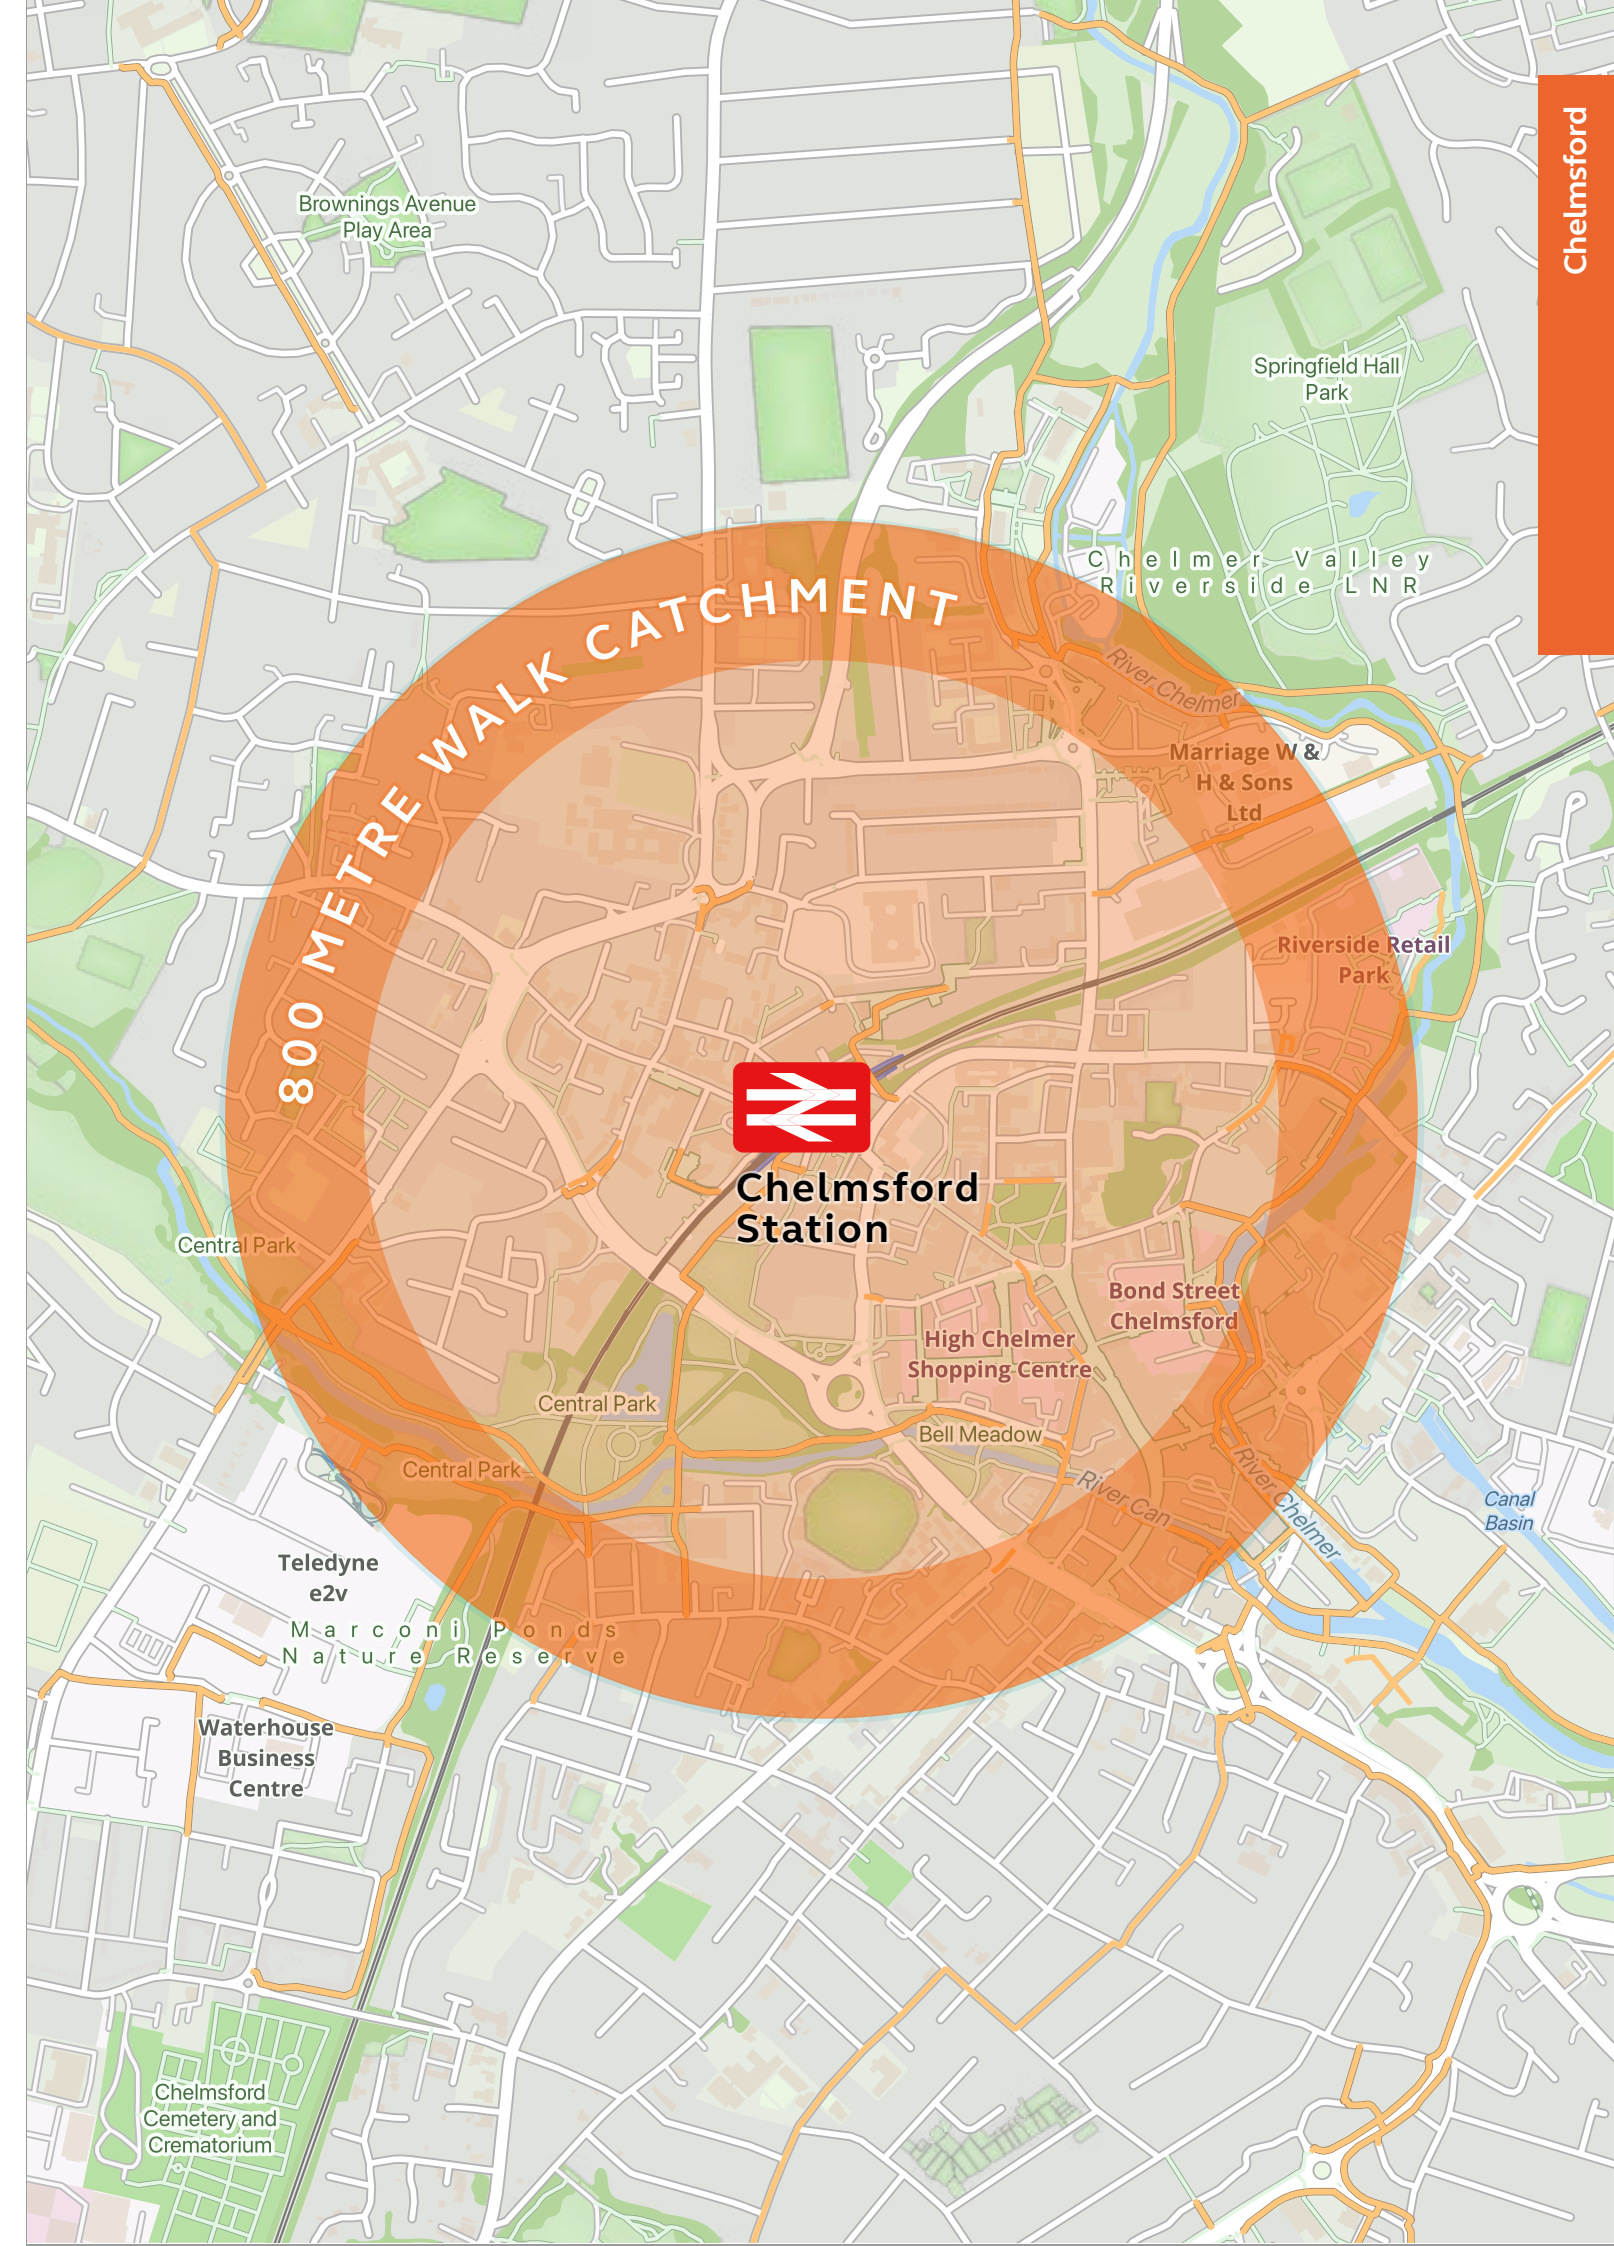 Chelmsford
Brownings Avenue
Play Area
Springfield Hall
Park
Chelmer Valley
Riverside LNR
800 METRE WALK CATCHMENT
River Chelmer
Marriage W &
H & Sons
Ltd
Riverside Retail
Park
Chelmsford
Station
Central Park
Bond Street
Chelmsford
High Chelmer
Shopping Centre
Central Park
Bell Meadow
Central Park
River Can
River Chelmer
Canal
Basin
Teledyne
e2v
Marconi Ponds
Nature Reserve
Waterhouse
Business
Centre
Chelmsford
Cemetery and
Crematorium